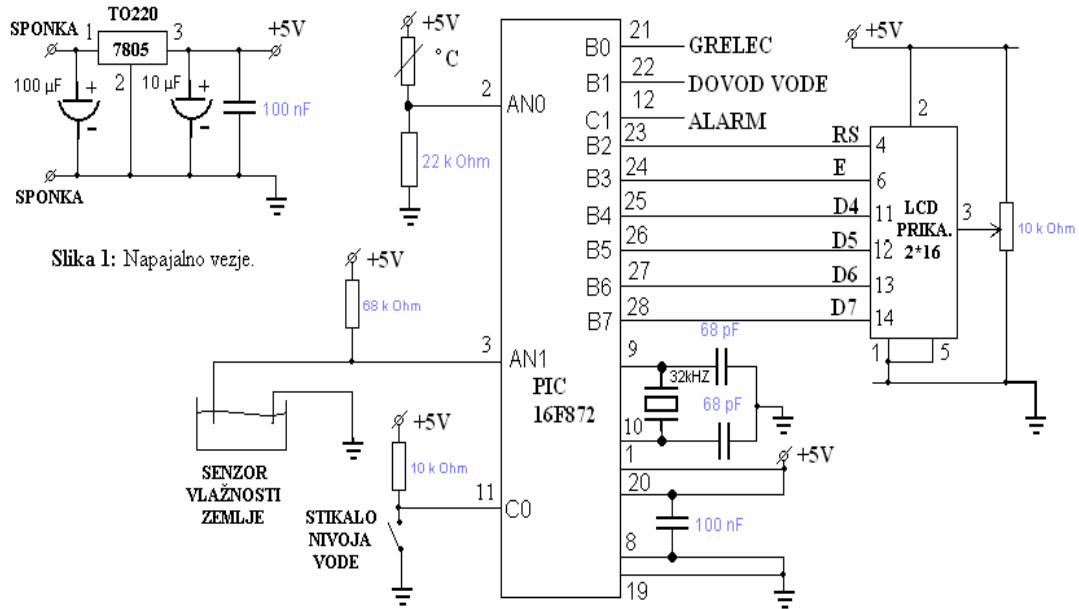 TO220
SPONKA
1
3
+5V
7805
100 µF
+
-
2
10 µF
+
-
100 nF
SPONKA
Slika 1: Napajalno vezje.
+5V
°C
2
AN0
22 k Ohm
+5V
68 k Ohm
3
AN1
SENZOR
VLAŽNOSTI
ZEMLJE
+5V
10 k Ohm
11
C0
STIKALO
NIVOJA
VODE
PIC
16F872
B0
21
GRELEC
B1
22
DOVOD VODE
C1
12
ALARM
B2
23
RS
4
B3
24
E
6
B4
25
D4
11
B5
26
D5
12
B6
27
D6
13
B7
28
D7
14
+5V
2
LCD
PRIKA.
2*16
3
10 k Ohm
1
5
9
68 pF
32kHZ
68 pF
10
1
+5V
20
100 nF
8
19